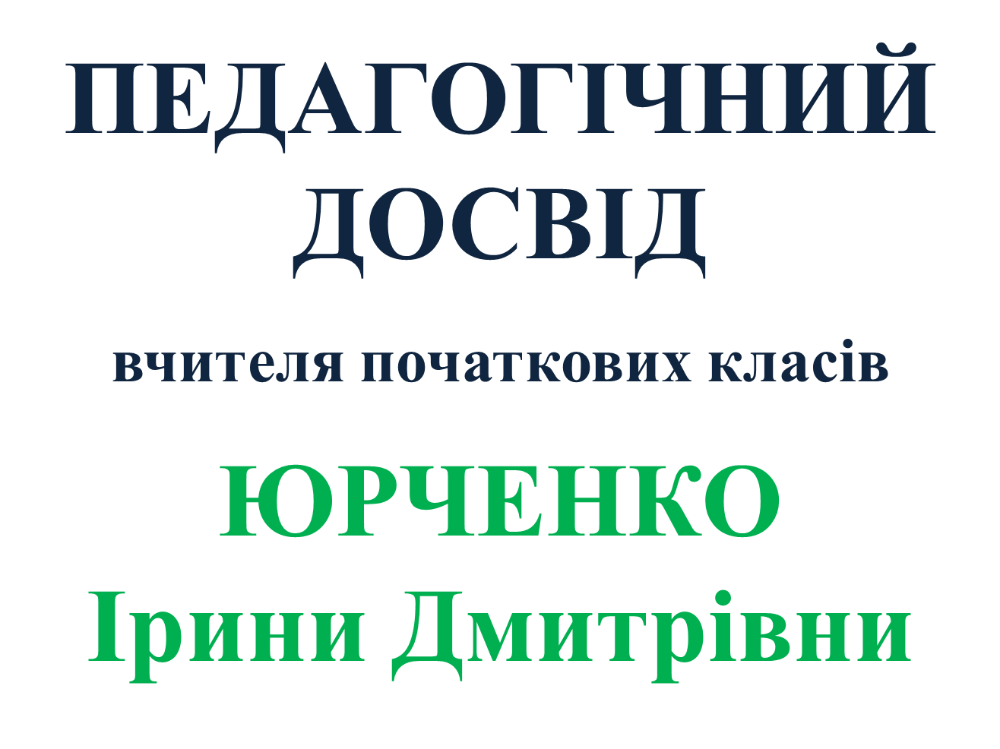 ПЕДАГОГІЧНИЙ
ДОСВІД
вчителя початкових класів
ЮРЧЕНКО
Ірини Дмитрівни